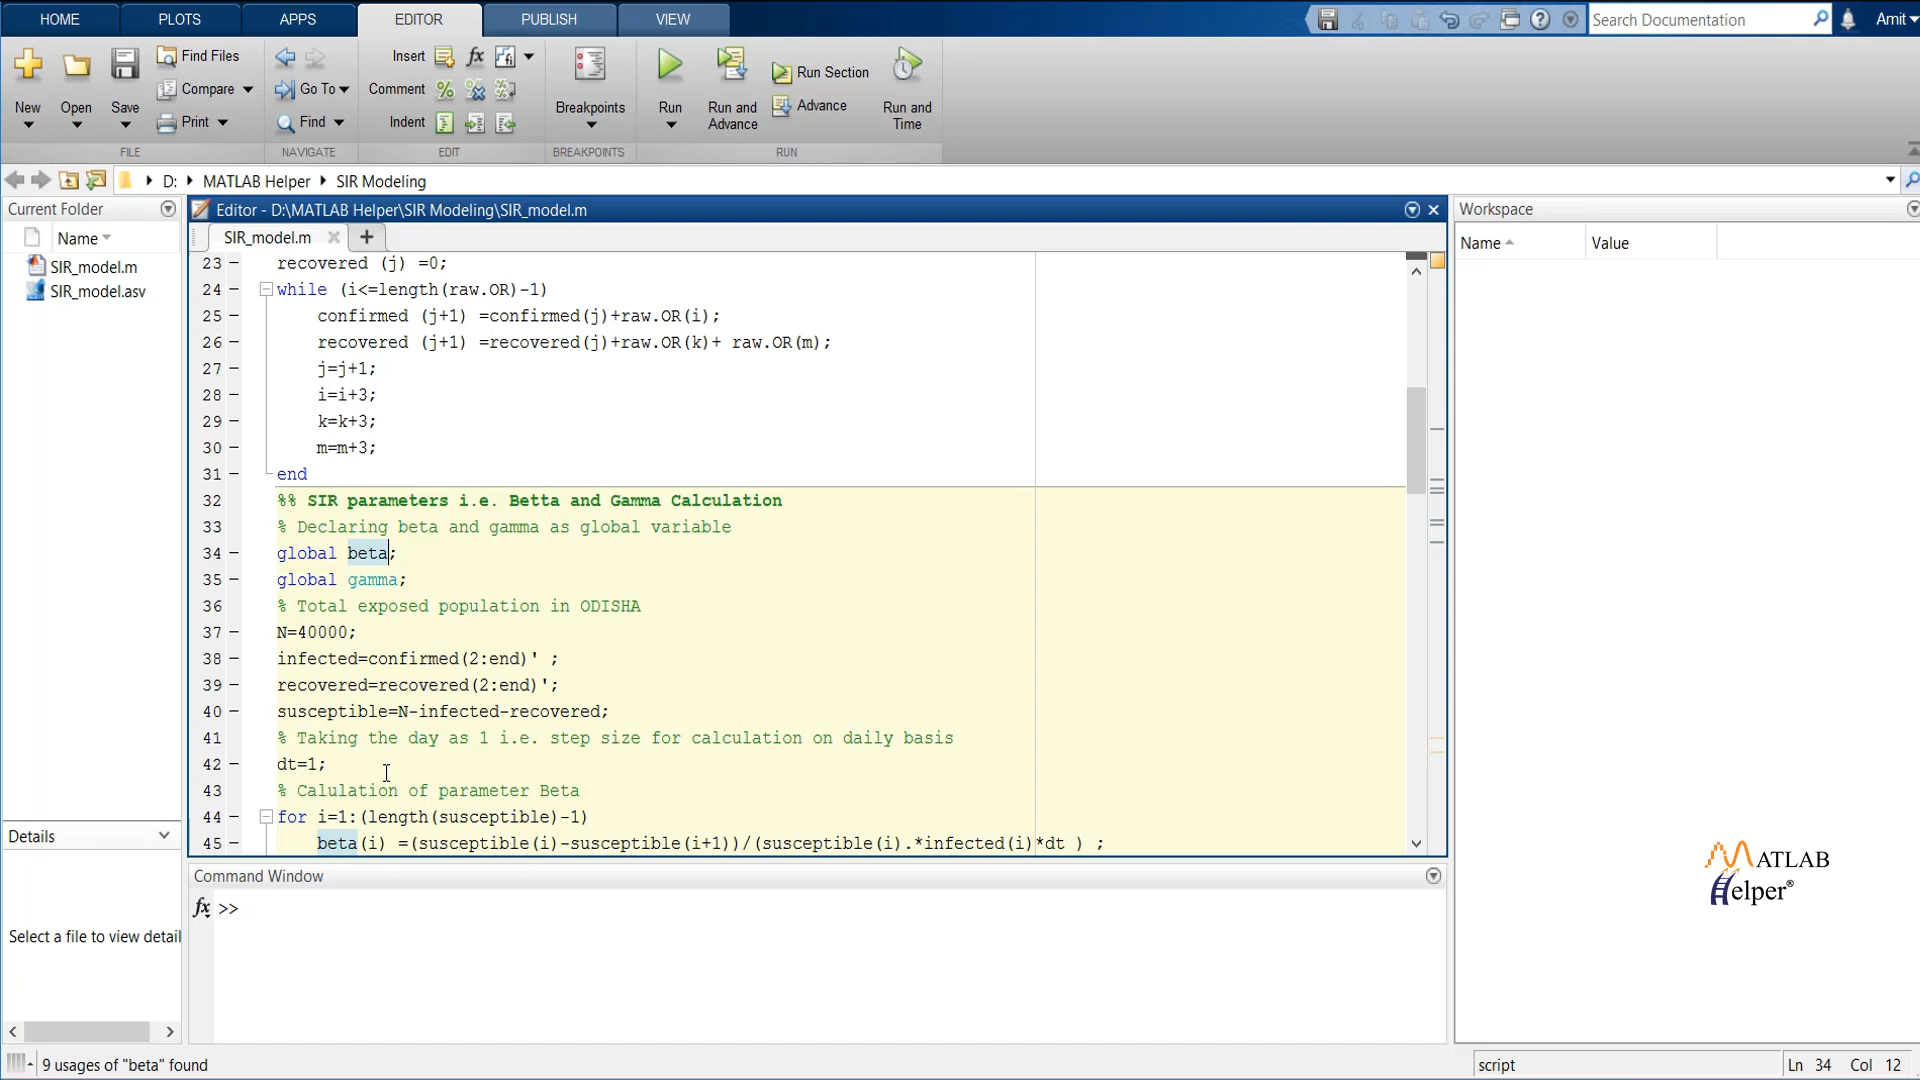 HOME PLOTS APPS EDITOR PUBLISH VIEW Search Documentation Amit
New Open Save Find Files Compare Print Go To Find Insert fx Comment Indent Breakpoints Run Run and Advance Run Section Advance Run and Time
FILE NAVIGATE EDIT BREAKPOINTS RUN
D: MATLAB Helper SIR Modeling
Current Folder
Name
SIR_model.m
SIR_model.asv
Details
Select a file to view detail
Editor - D:\MATLAB Helper\SIR Modeling\SIR_model.m
SIR_model.m
23 recovered (j) =0;
24 while (i<=length(raw.OR)-1)
25 confirmed (j+1) =confirmed(j)+raw.OR(i);
26 recovered (j+1) =recovered(j)+raw.OR(k)+ raw.OR(m);
27 j=j+1;
28 i=i+3;
29 k=k+3;
30 m=m+3;
31 end
32 %% SIR parameters i.e. Betta and Gamma Calculation
33 % Declaring beta and gamma as global variable
34 global beta;
35 global gamma;
36 % Total exposed population in ODISHA
37 N=40000;
38 infected=confirmed(2:end)' ;
39 recovered=recovered(2:end)';
40 susceptible=N-infected-recovered;
41 % Taking the day as 1 i.e. step size for calculation on daily basis
42 dt=1;
43 % Calulation of parameter Beta
44 for i=1:(length(susceptible)-1)
45 beta(i) =(susceptible(i)-susceptible(i+1))/(susceptible(i).*infected(i)*dt ) ;
Command Window
fx >>
Workspace
Name Value
MATLAB
Helper®
9 usages of "beta" found
script Ln 34 Col 12